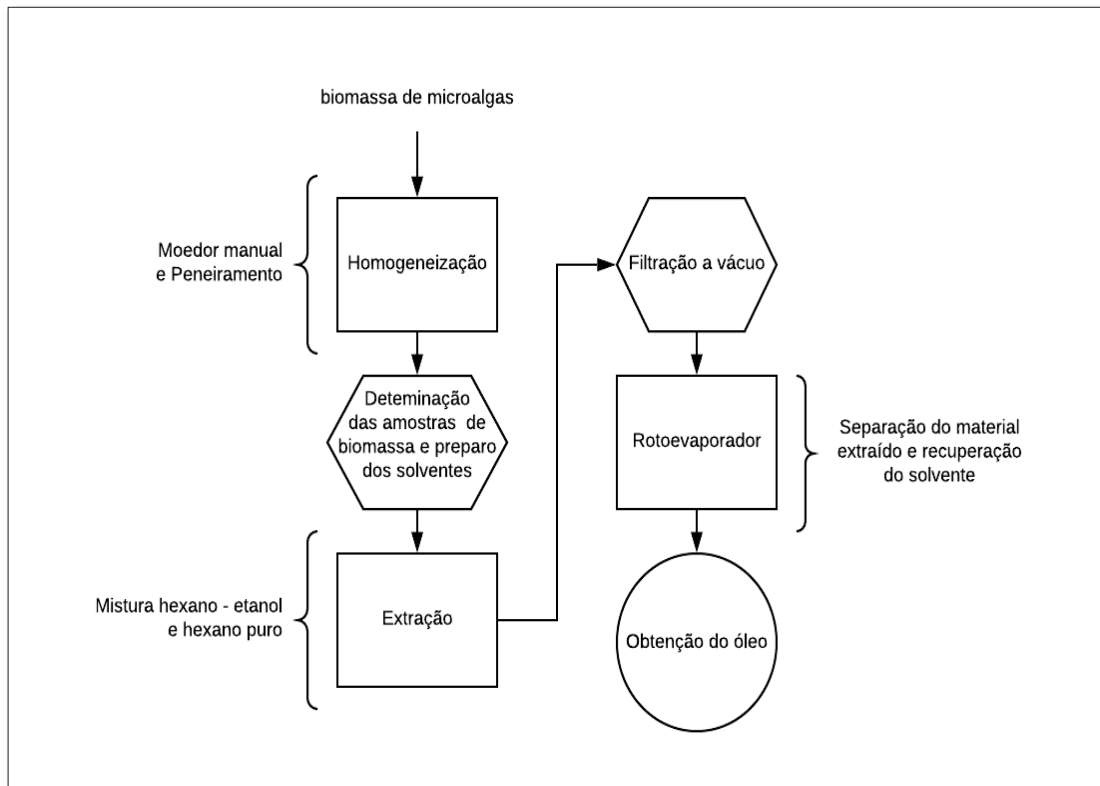 biomassa de microalgas
Moedor manual
e Peneiramento
Homogeneização
Deteminação
das amostras de
biomassa e preparo
dos solventes
Mistura hexano - etanol
e hexano puro
Extração
Filtração a vácuo
Rotoevaporador
Separação do material
extraído e recuperação
do solvente
Obtenção do óleo